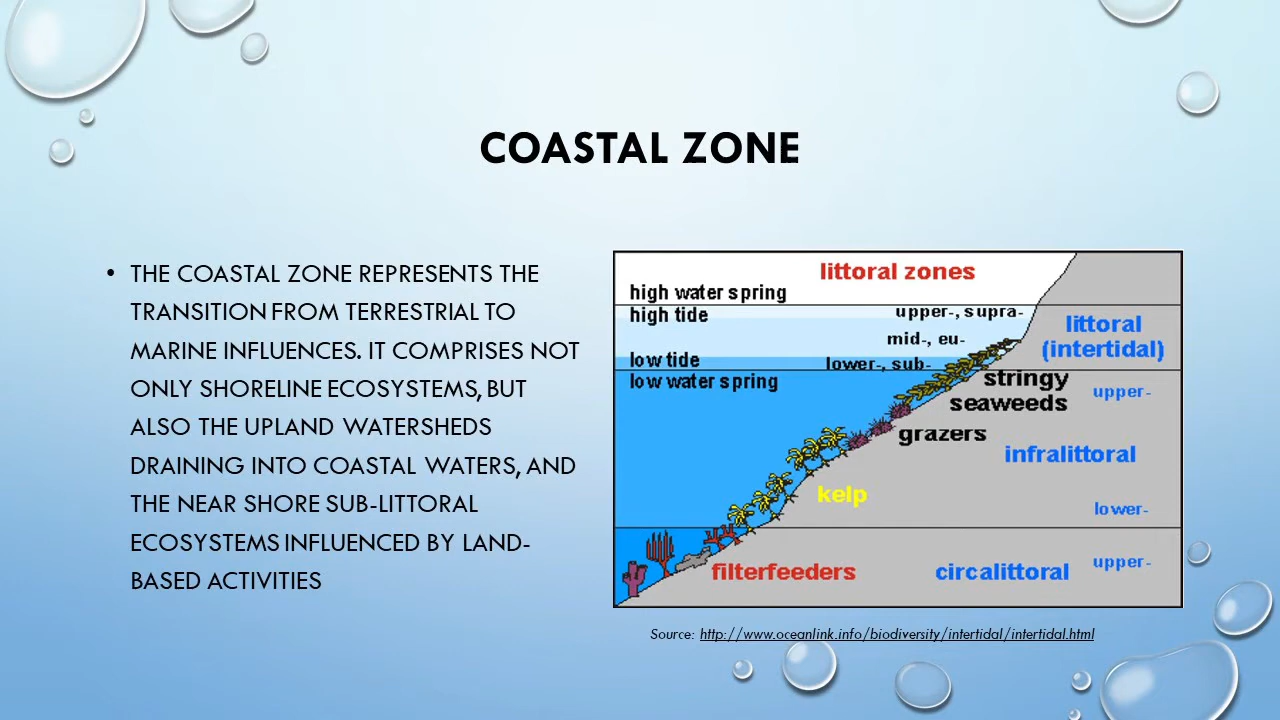 COASTAL ZONE
• THE COASTAL ZONE REPRESENTS THE
TRANSITION FROM TERRESTRIAL TO
MARINE INFLUENCES. IT COMPRISES NOT
ONLY SHORELINE ECOSYSTEMS, BUT
ALSO THE UPLAND WATERSHEDS
DRAINING INTO COASTAL WATERS, AND
THE NEAR SHORE SUB-LITTORAL
ECOSYSTEMS INFLUENCED BY LAND-
BASED ACTIVITIES
littoral zones
high water spring
high tide
upper-, supra-
littoral
(intertidal)
mid-, eu-
low tide
lower-, sub-
low water spring
stringy
seaweeds
upper-
grazers
infralittoral
kelp
lower-
filterfeeders
circalittoral
upper-
Source: http://www.oceanlink.info/biodiversity/intertidal/intertidal.html